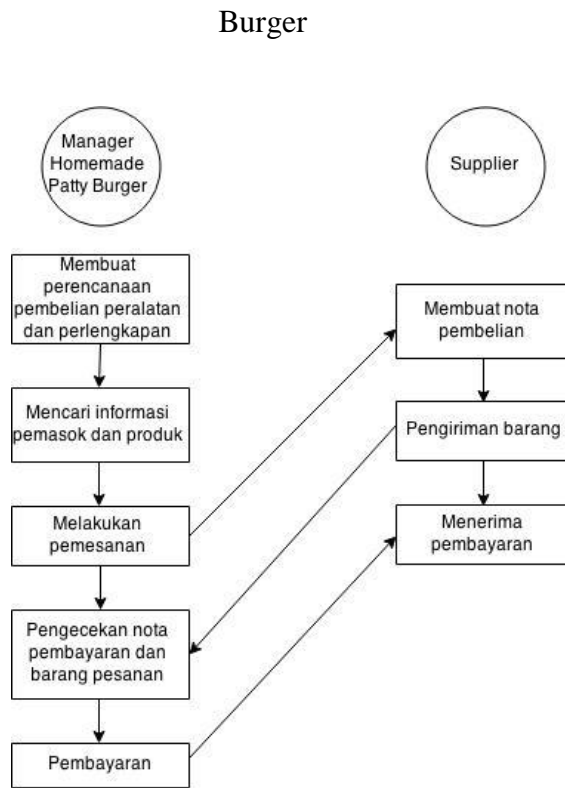 Burger
Manager
Homemade
Patty Burger
Supplier
Membuat
perencanaan
pembelian peralatan
dan perlengkapan
Mencari informasi
pemasok dan produk
Melakukan
pemesanan
Pengecekan nota
pembayaran dan
barang pesanan
Pembayaran
Membuat nota
pembelian
Pengiriman barang
Menerima
pembayaran